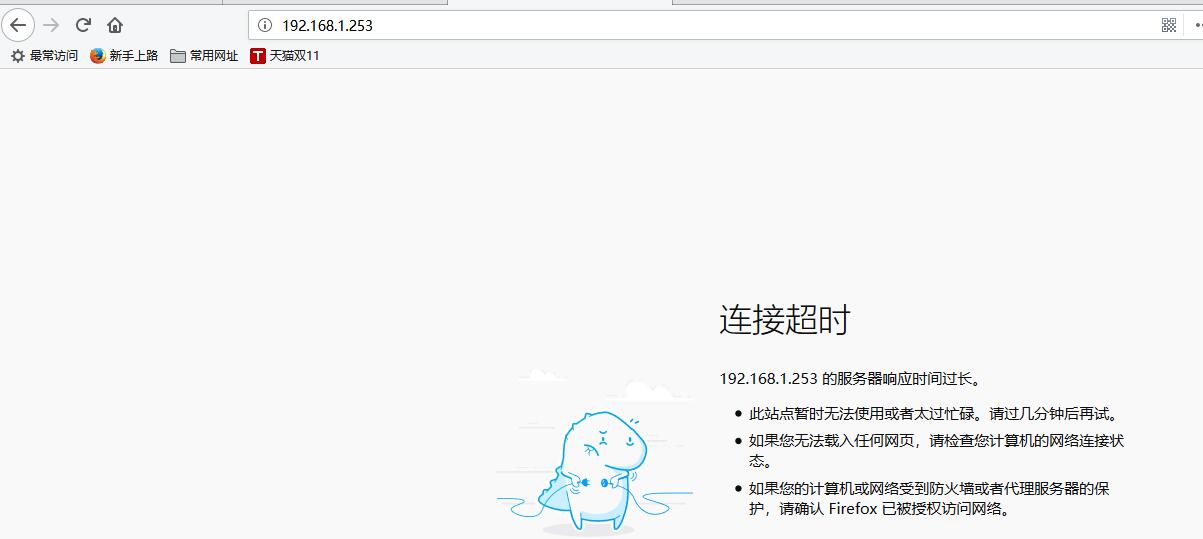 192.168.1.253
最常访问 新手上路 常用网址 T 天猫双11
连接超时
192.168.1.253 的服务器响应时间过长。
此站点暂时无法使用或者太过忙碌。请过几分钟后再试。
如果您无法载入任何网页，请检查您计算机的网络连接状
态。
如果您的计算机或网络受到防火墙或者代理服务器的保
护，请确认 Firefox 已被授权访问网络。